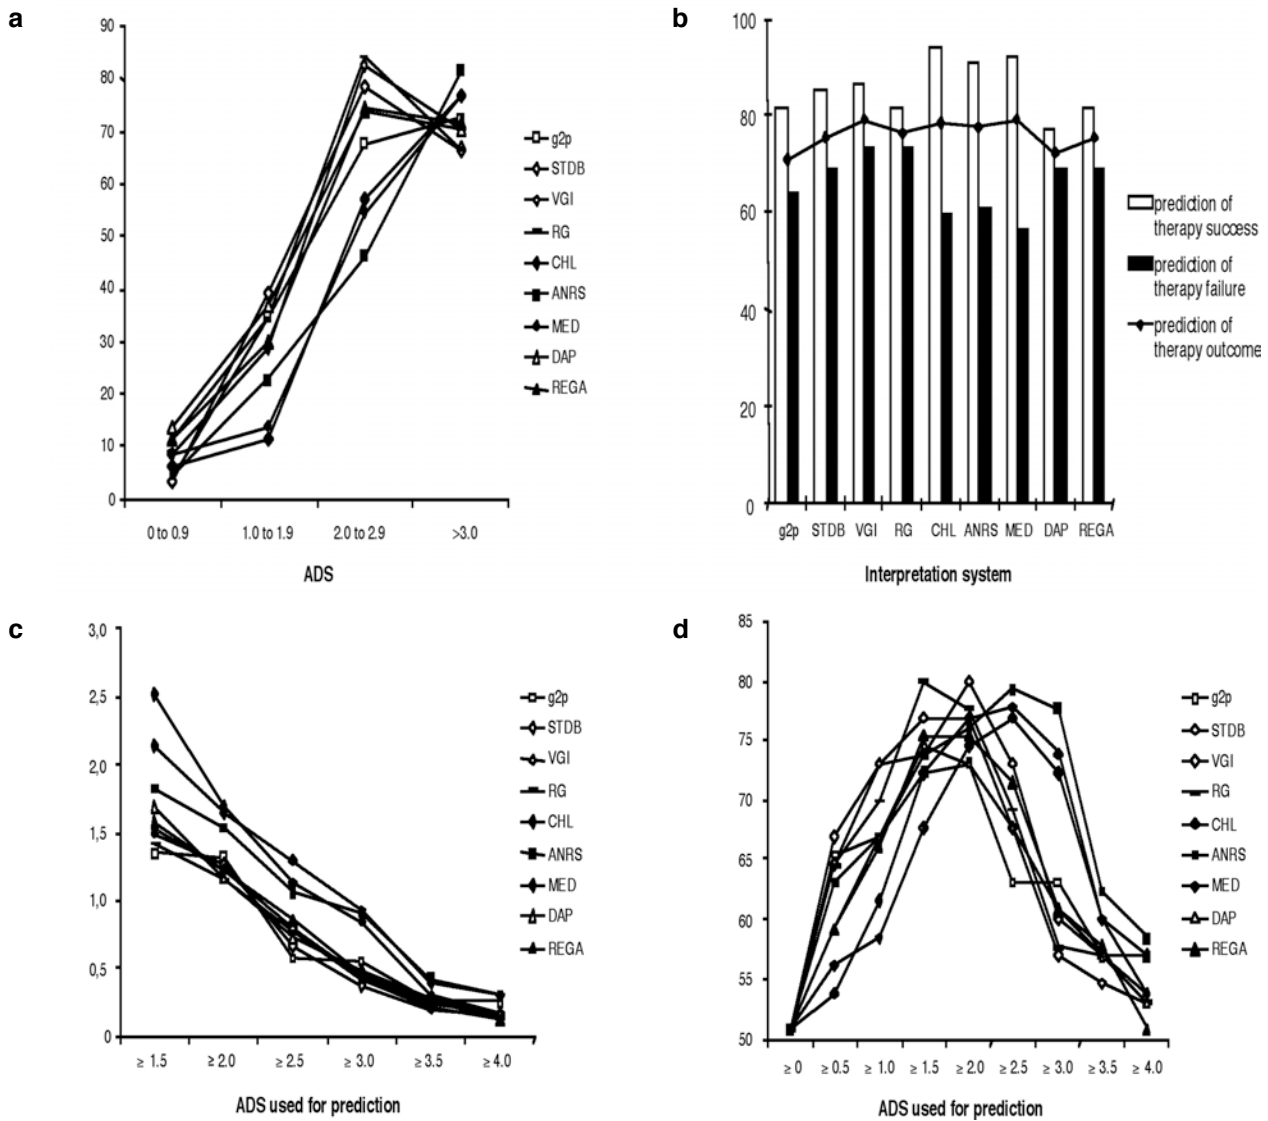 a
90
80
70
60
50
40
30
20
10
0
0 to 0.9 1.0 to 1.9 2.0 to 2.9 >3.0
ADS
g2p
STDB
VGI
RG
CHL
ANRS
MED
DAP
REGA
b
100
80
60
40
20
0
g2p STDB VGI RG CHL ANRS MED DAP REGA
Interpretation system
prediction of
therapy success
prediction of
therapy failure
prediction of
therapy outcome
c
3,0
2,5
2,0
1,5
1,0
0,5
0
≥ 1.5 ≥ 2.0 ≥ 2.5 ≥ 3.0 ≥ 3.5 ≥ 4.0
ADS used for prediction
g2p
STDB
VGI
RG
CHL
ANRS
MED
DAP
REGA
d
85
80
75
70
65
60
55
50
≥ 0 ≥ 0.5 ≥ 1.0 ≥ 1.5 ≥ 2.0 ≥ 2.5 ≥ 3.0 ≥ 3.5 ≥ 4.0
ADS used for prediction
g2p
STDB
VGI
RG
CHL
ANRS
MED
DAP
REGA